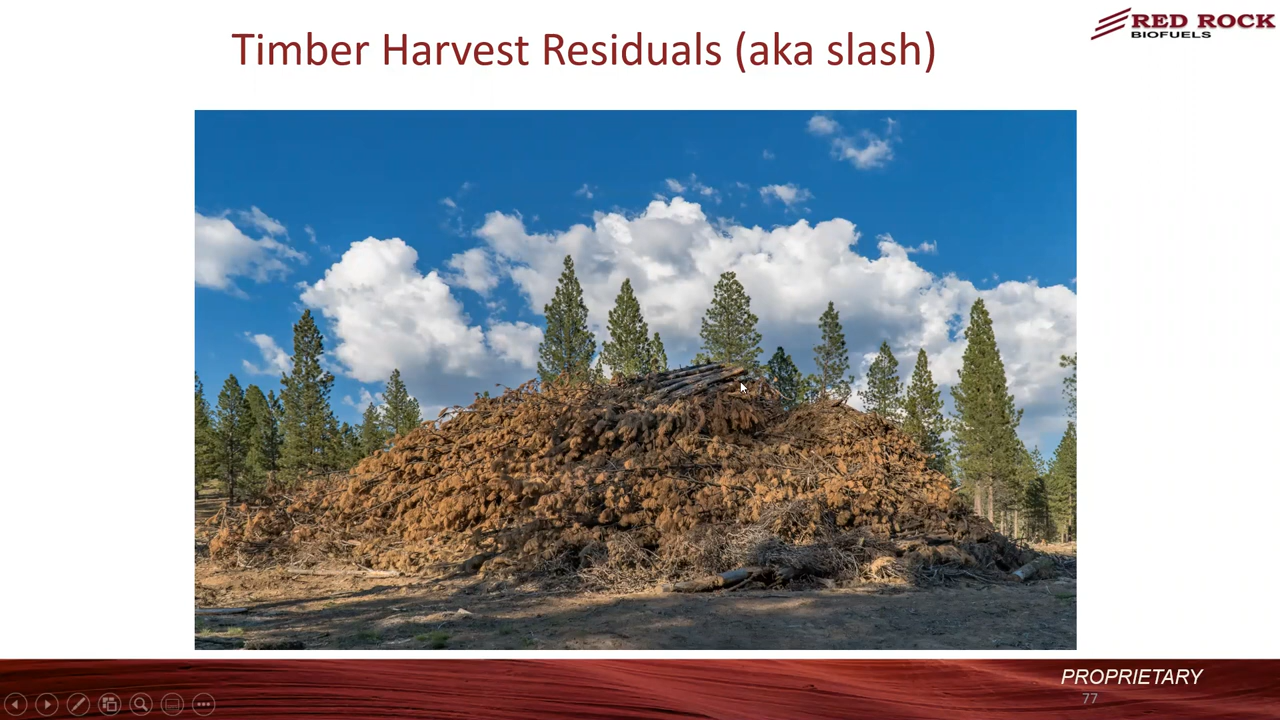 Timber Harvest Residuals (aka slash)
RED ROCK
BIOFUELS
PROPRIETARY
77